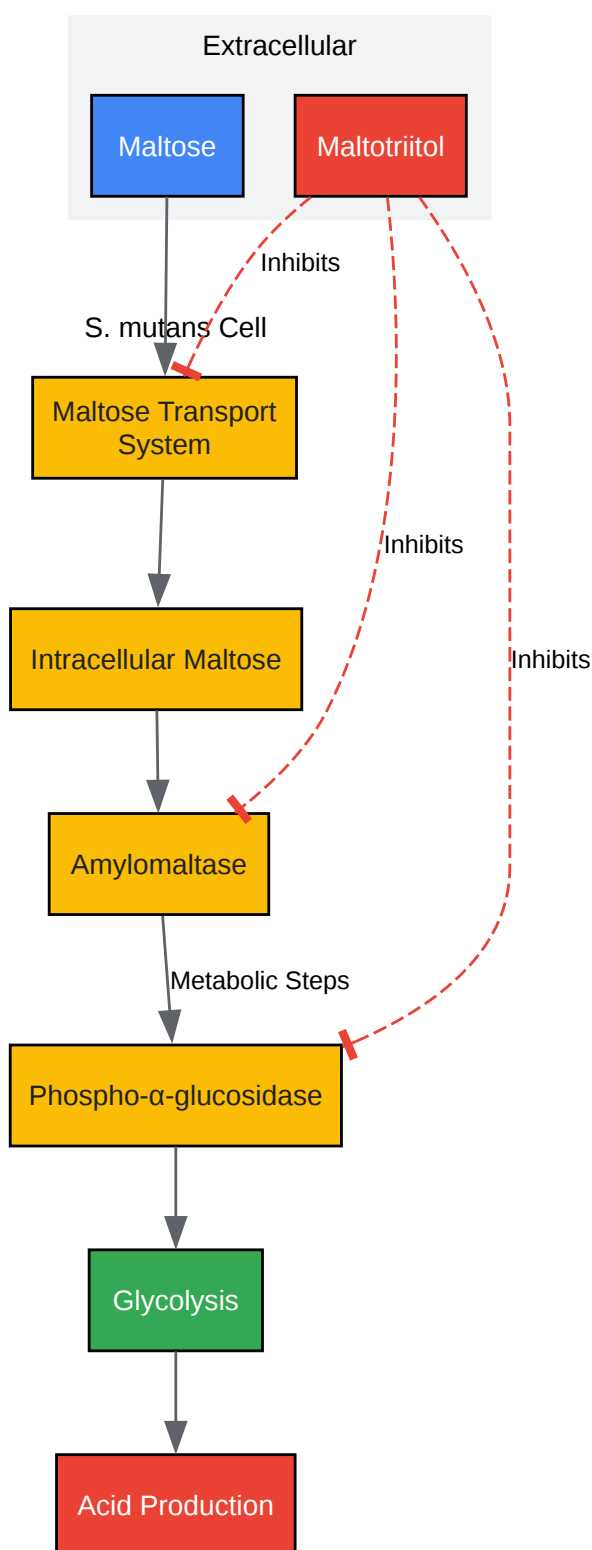 Extracellular
Maltose
Maltotriitol
Inhibits
S. mutans Cell
Maltose Transport
System
Inhibits
Intracellular Maltose
Inhibits
Amylomaltase
Metabolic Steps
Phospho-α-glucosidase
Glycolysis
Acid Production